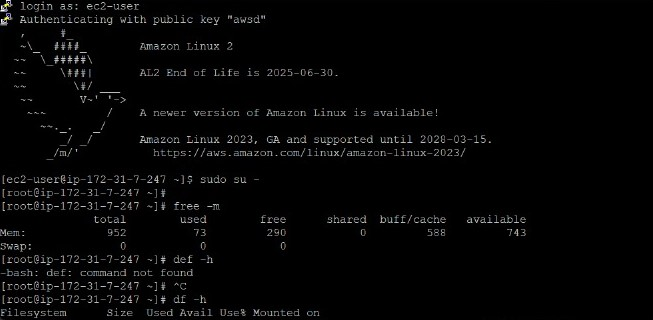 login as: ec2-user
Authenticating with public key "awsd"
   ,     #_
   ~\_  ####_        Amazon Linux 2
  ~~  \_#####\
  ~~     \###|       AL2 End of Life is 2025-06-30.
  ~~       \#/ ___
   ~~       V~' '->
    ~~~         /    A newer version of Amazon Linux is available!
      ~~._.   _/
         _/ _/       Amazon Linux 2023, GA and supported until 2028-03-15.
       _/m/'           https://aws.amazon.com/linux/amazon-linux-2023/
[ec2-user@ip-172-31-7-247 ~]$ sudo su -
[root@ip-172-31-7-247 ~]#
[root@ip-172-31-7-247 ~]# free -m
              total        used        free      shared  buff/cache   available
Mem:            952          73         290           0         588         743
Swap:             0           0           0
[root@ip-172-31-7-247 ~]# def -h
-bash: def: command not found
[root@ip-172-31-7-247 ~]# ^C
[root@ip-172-31-7-247 ~]# df -h
Filesystem      Size  Used Avail Use% Mounted on